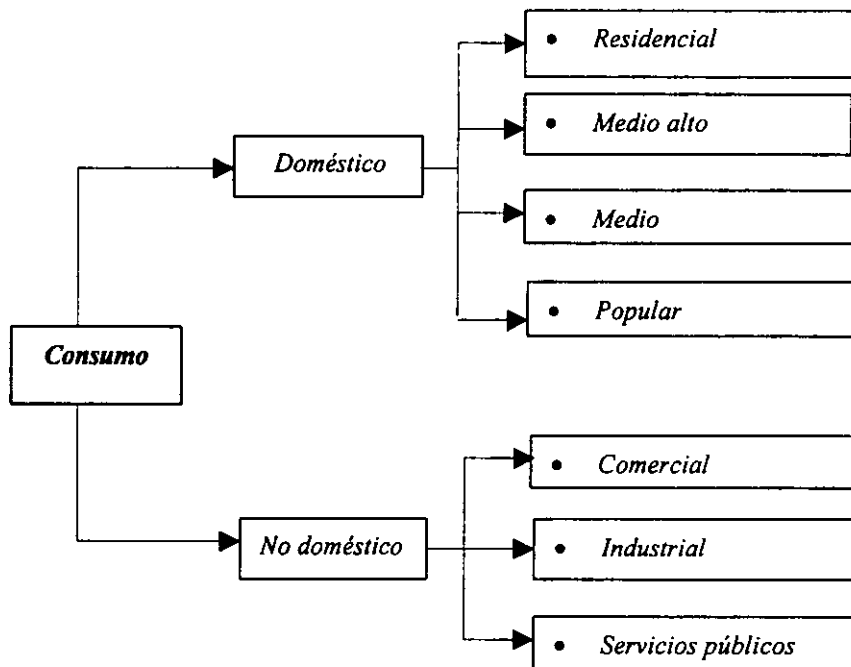 • Residencial
• Medio alto
Doméstico
• Medio
• Popular
Consumo
• Comercial
No doméstico
• Industrial
• Servicios públicos